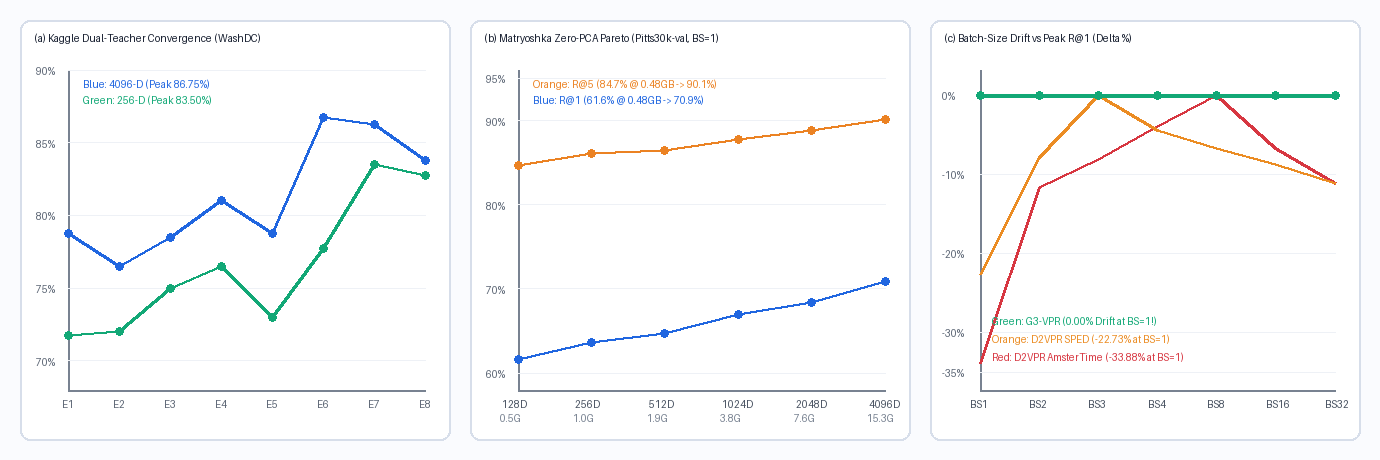 (a) Kaggle Dual-Teacher Convergence (WashDC)
90%
Blue: 4096-D (Peak 86.75%)
Green: 256-D (Peak 83.50%)
85%
80%
75%
70%
E1 E2 E3 E4 E5 E6 E7 E8
(b) Matryoshka Zero-PCA Pareto (Pitts30k-val, BS=1)
95%
Orange: R@5 (84.7% @ 0.48GB -> 90.1%)
Blue: R@1 (61.6% @ 0.48GB -> 70.9%)
90%
80%
70%
60%
128D 256D 512D 1024D 2048D 4096D
0.5G 1.0G 1.9G 3.8G 7.6G 15.3G
(c) Batch-Size Drift vs Peak R@1 (Delta %)
0%
-10%
-20%
-30%
Green: G3-VPR (0.00% Drift at BS=1!)
Orange: D2VPR SPED (-22.73% at BS=1)
Red: D2VPR AmsterTime (-33.88% at BS=1)
-35%
BS1 BS2 BS3 BS4 BS8 BS16 BS32